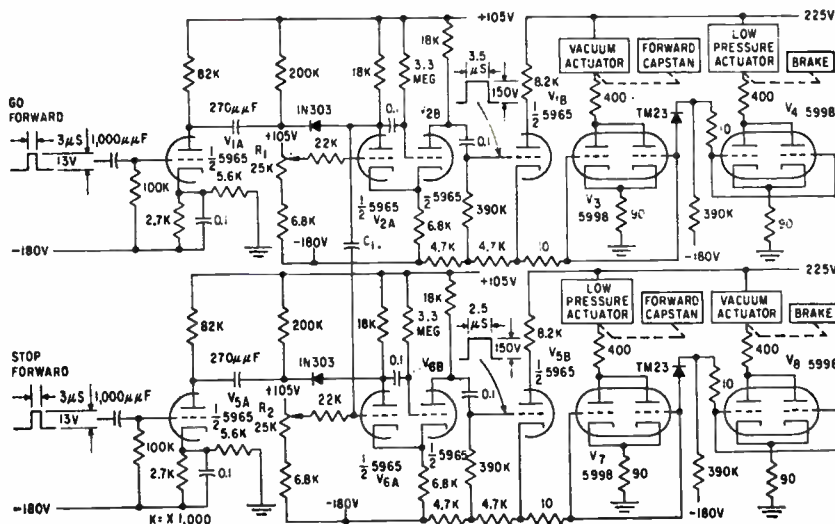 +105V
225V
18K
3.5 μS
VACUUM ACTUATOR
FORWARD CAPSTAN
LOW PRESSURE ACTUATOR
BRAKE
82K
200K
18K
3.3 MEG
150V
8.2K
V1B
½ 5965
400
TM23
400
V4 5998
GO FORWARD
3μS
13V
1,000μμF
270μμF
1N303
0.1
V2B
0.1
10
V1A
½ 5965
+105V
R1 25K
22K
100K
5.6K
2.7K
0.1
6.8K
½ 5965
V2A
½ 5965
6.8K
390K
V3 5998
90
390K
90
-180V
-180V
C1
4.7K
4.7K
10
-180V
+105V
225V
18K
2.5 μS
LOW PRESSURE ACTUATOR
FORWARD CAPSTAN
VACUUM ACTUATOR
BRAKE
82K
200K
18K
3.3 MEG
150V
8.2K
V5B
½ 5965
400
TM23
400
V8 5998
STOP FORWARD
3μS
13V
1,000μμF
270μμF
1N303
0.1
V6B
0.1
10
V5A
½ 5965
+105V
R2 25K
22K
100K
5.6K
2.7K
0.1
6.8K
½ 5965
V6A
½ 5965
6.8K
390K
V7 5998
90
390K
90
-180V
-180V
4.7K
4.7K
10
-180V
K= X 1,000